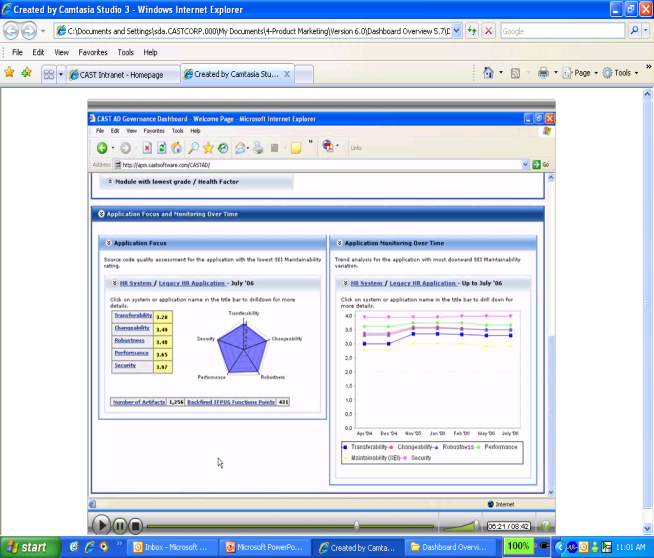 Created by Camtasia Studio 3 - Windows Internet Explorer
C:\Documents and Settings\sda.CASTCORP.000\My Documents\4-Product Marketing\Version 6.0\Dashboard Overview 5.7\D
Google
File Edit View Favorites Tools Help
CAST Intranet - Homepage
Created by Camtasia Stu... X
Page
Tools
CAST AD Governance Dashboard - Welcome Page - Microsoft Internet Explorer
File Edit View Favorites Tools Help
Links
Address http://apm.castsoftware.com/CASTAD/
Go
Module with lowest grade / Health Factor
Application Focus and Monitoring Over Time
Application Focus
Source code quality assessment for the application with the lowest SEI Maintainability
rating.
HR System / Legacy HR Application - July '06
Click on system or application name in the title bar to drilldown for more
details.
Transferability 3.28
Changeability 3.49
Robustness 3.48
Performance 3.65
Security 3.97
Transferability
Changeability
Robustness
Performance
Security
Number of Artifacts 1,256 Backfired IFPUG Functions Points 431
Application Monitoring Over Time
Trend analysis for the application with most downward SEI Maintainability
variation.
HR System / Legacy HR Application - Up to July '06
Click on system or application name in the title bar to drill down for
more details.
4,0
3,5
3,0
2,5
2,0
1,5
1,0
0,5
0,0
Apr '04 Dec '04 Nov '05 Jan '06 Feb '06 May '06 July '06
Transferability Changeability Robustness Performance
Maintainability (SEI) Security
Internet
06:21 / 08:42
start
Inbox - Microsoft ...
Microsoft PowerPo...
Created by Camta...
Dashboard Overvi...
100%
11:01 AM